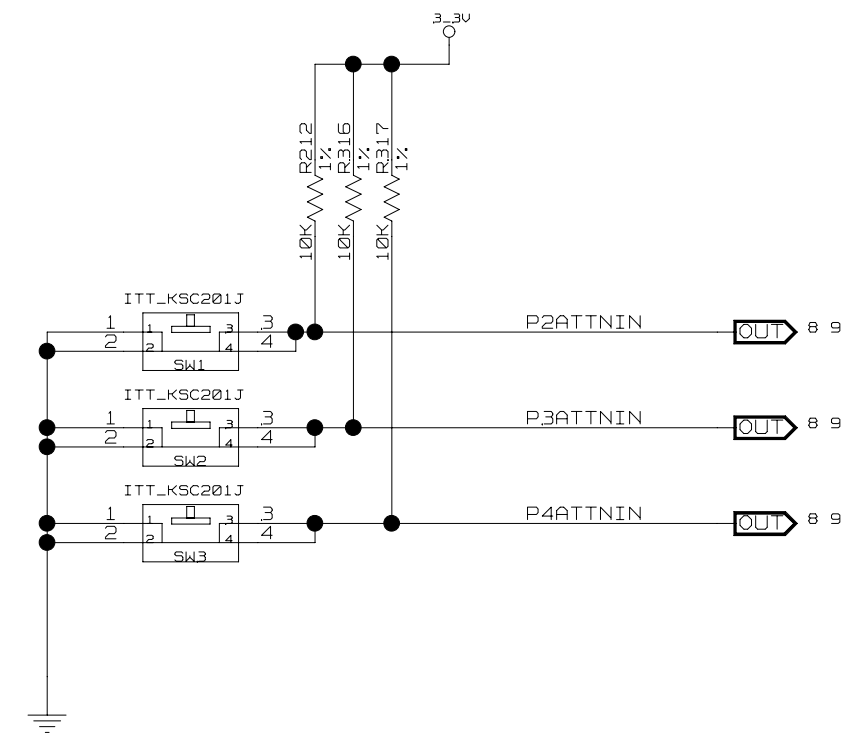 3_3V
R212
1%
10K
R316
1%
10K
R317
1%
10K
ITT_KSC201J
1 1 3 3
2 2 4 4
SW1
P2ATTNIN
OUT 8 9
ITT_KSC201J
1 1 3 3
2 2 4 4
SW2
P3ATTNIN
OUT 8 9
ITT_KSC201J
1 1 3 3
2 2 4 4
SW3
P4ATTNIN
OUT 8 9